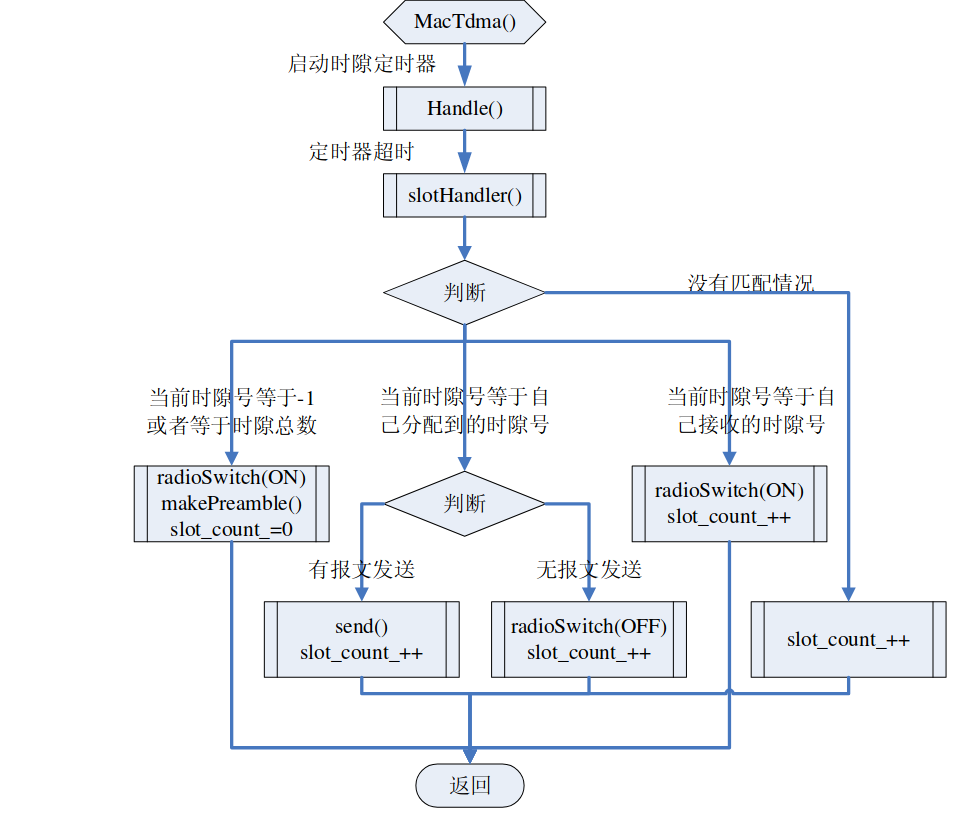 MacTdma()
启动时隙定时器
Handle()
定时器超时
slotHandler()
判断
没有匹配情况
当前时隙号等于-1
或者等于时隙总数
当前时隙号等于自
己分配到的时隙号
当前时隙号等于自
己接收的时隙号
radioSwitch(ON)
makePreamble()
slot_count_=0
判断
radioSwitch(ON)
slot_count_++
有报文发送
无报文发送
send()
slot_count_++
radioSwitch(OFF)
slot_count_++
slot_count_++
返回